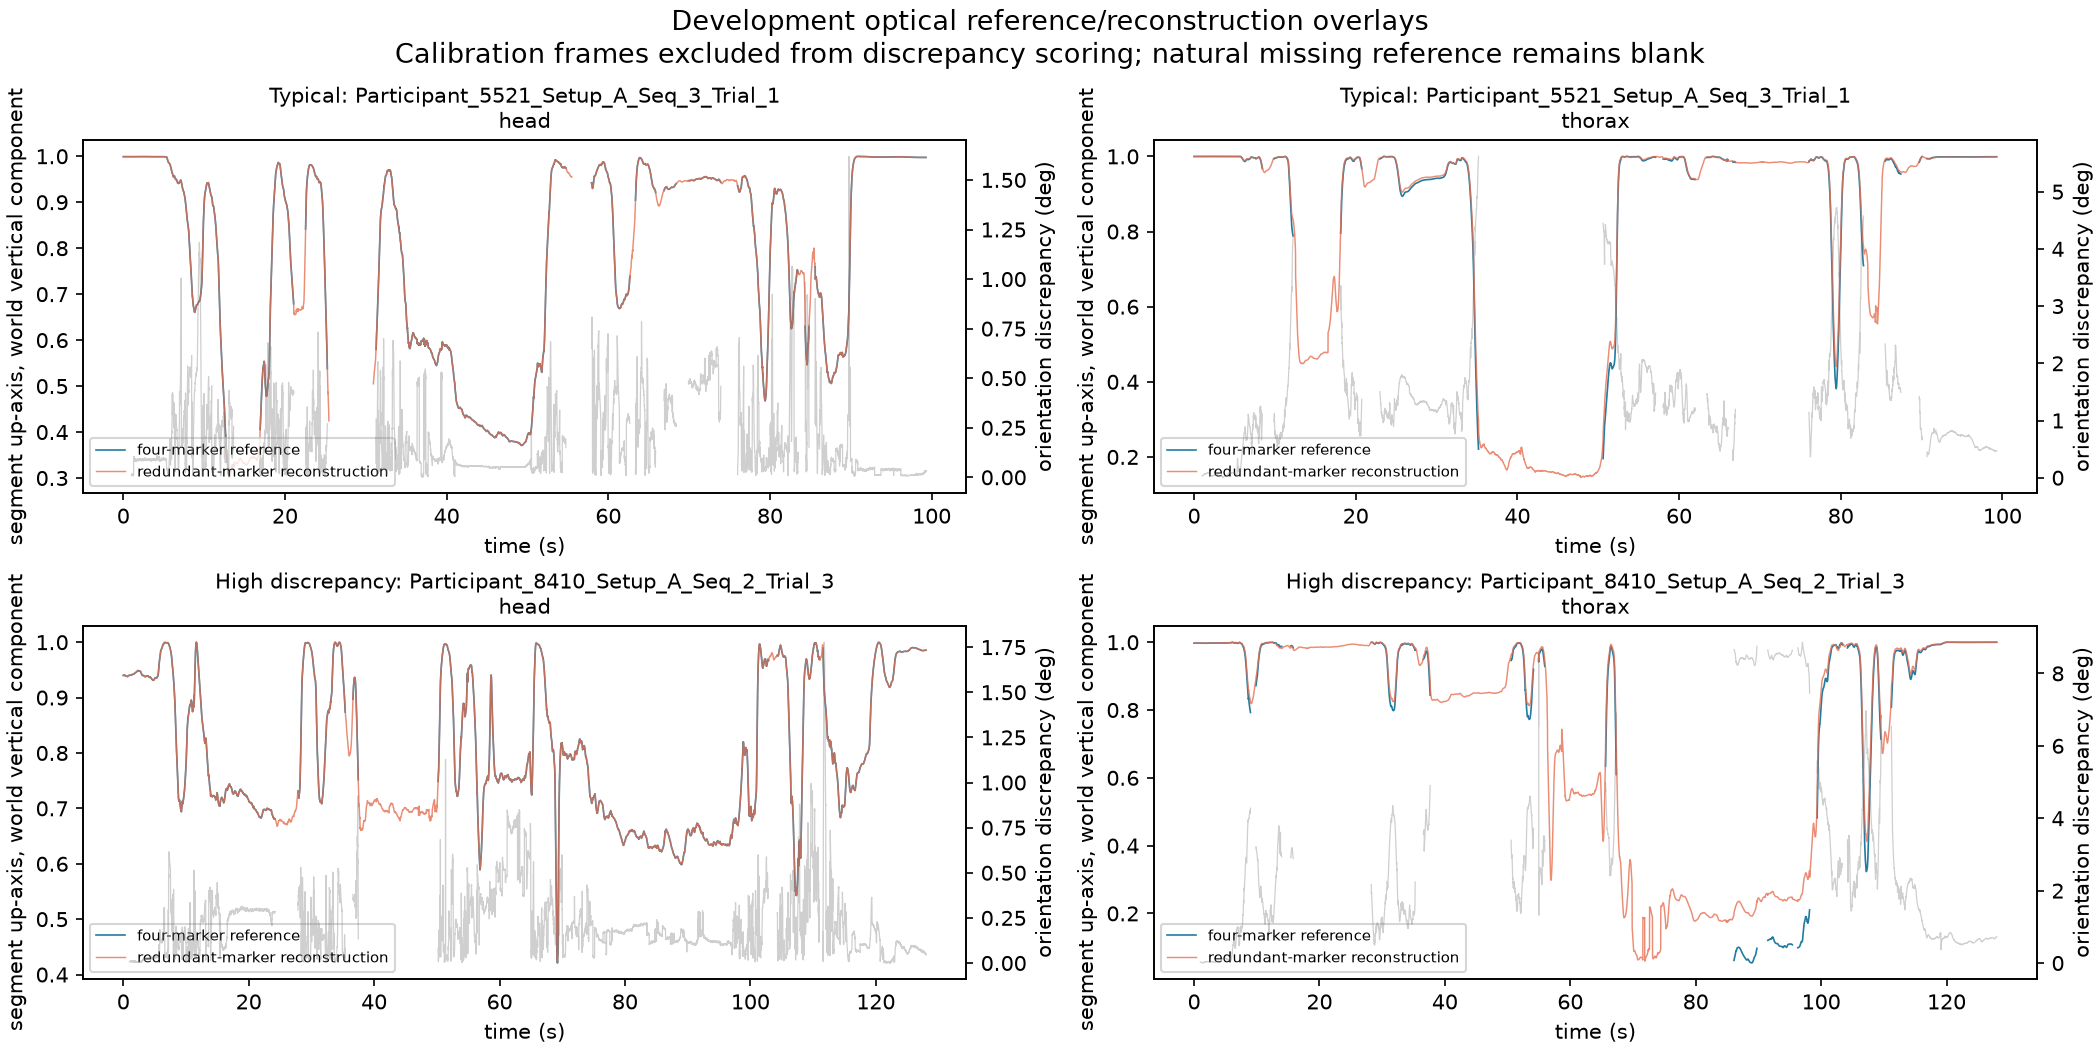 Development optical reference/reconstruction overlays
Calibration frames excluded from discrepancy scoring; natural missing reference remains blank
Typical: Participant_5521_Setup_A_Seq_3_Trial_1
head
segment up-axis, world vertical component
1.0
0.9
0.8
0.7
0.6
0.5
0.4
0.3
1.50
1.25
1.00
0.75
0.50
0.25
0.00
orientation discrepancy (deg)
four-marker reference
redundant-marker reconstruction
0 20 40 60 80 100
time (s)
Typical: Participant_5521_Setup_A_Seq_3_Trial_1
thorax
segment up-axis, world vertical component
1.0
0.8
0.6
0.4
0.2
5
4
3
2
1
0
orientation discrepancy (deg)
four-marker reference
redundant-marker reconstruction
0 20 40 60 80 100
time (s)
High discrepancy: Participant_8410_Setup_A_Seq_2_Trial_3
head
segment up-axis, world vertical component
1.0
0.9
0.8
0.7
0.6
0.5
0.4
1.75
1.50
1.25
1.00
0.75
0.50
0.25
0.00
orientation discrepancy (deg)
four-marker reference
redundant-marker reconstruction
0 20 40 60 80 100 120
time (s)
High discrepancy: Participant_8410_Setup_A_Seq_2_Trial_3
thorax
segment up-axis, world vertical component
1.0
0.8
0.6
0.4
0.2
8
6
4
2
0
orientation discrepancy (deg)
four-marker reference
redundant-marker reconstruction
0 20 40 60 80 100 120
time (s)